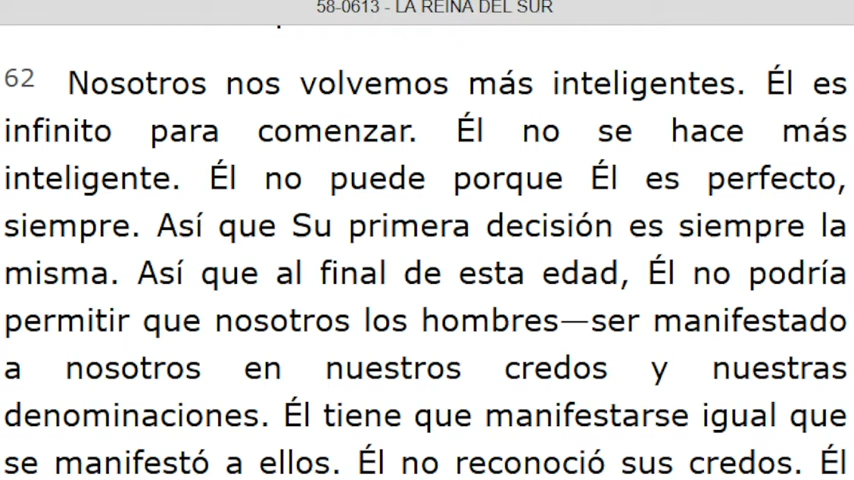 58-0613 - LA REINA DEL SUR
62 Nosotros nos volvemos más inteligentes. Él es
infinito para comenzar. Él no se hace más
inteligente. Él no puede porque Él es perfecto,
siempre. Así que Su primera decisión es siempre la
misma. Así que al final de esta edad, Él no podría
permitir que nosotros los hombres—ser manifestado
a nosotros en nuestros credos y nuestras
denominaciones. Él tiene que manifestarse igual que
se manifestó a ellos. Él no reconoció sus credos. Él